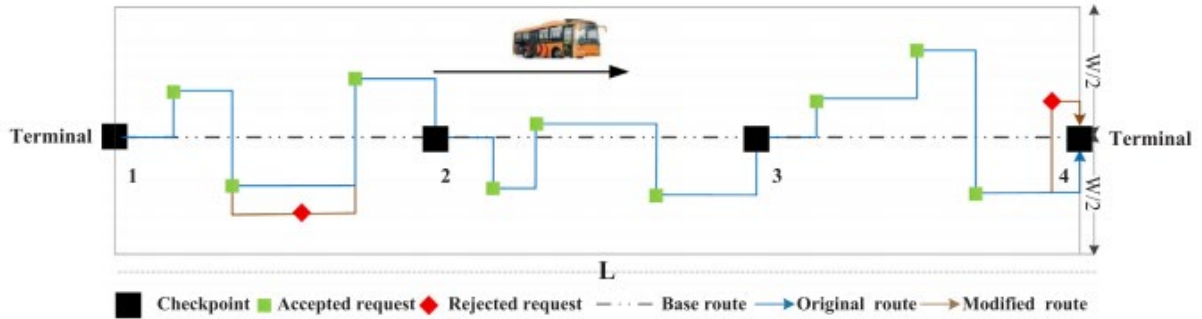 W/2
Terminal
Terminal
1
2
3
4
W/2
L
Checkpoint
Accepted request
Rejected request
Base route
Original route
Modified route